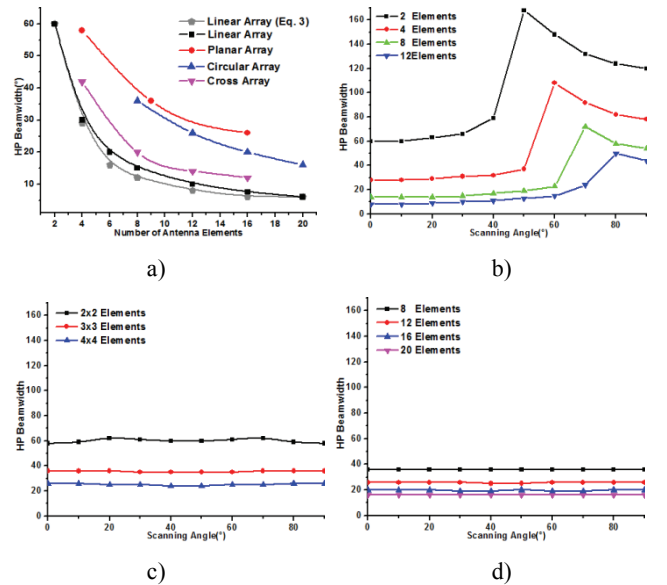 Linear Array (Eq. 3)
Linear Array
Planar Array
Circular Array
Cross Array
HP Beamwidth(°)
60
50
40
30
20
10
2 4 6 8 10 12 14 16 18 20
Number of Antenna Elements
a)
2 Elements
4 Elements
8 Elements
12Elements
HP Beamwidth
160
140
120
100
80
60
40
20
0
0 20 40 60 80
Scanning Angle(°)
b)
2x2 Elements
3x3 Elements
4x4 Elements
HP Beamwidth
160
140
120
100
80
60
40
20
0
0 20 40 60 80
Scanning Angle(°)
c)
8 Elements
12 Elements
16 Elements
20 Elements
HP Beamwidth
160
140
120
100
80
60
40
20
0
0 20 40 60 80
Scanning Angle(°)
d)